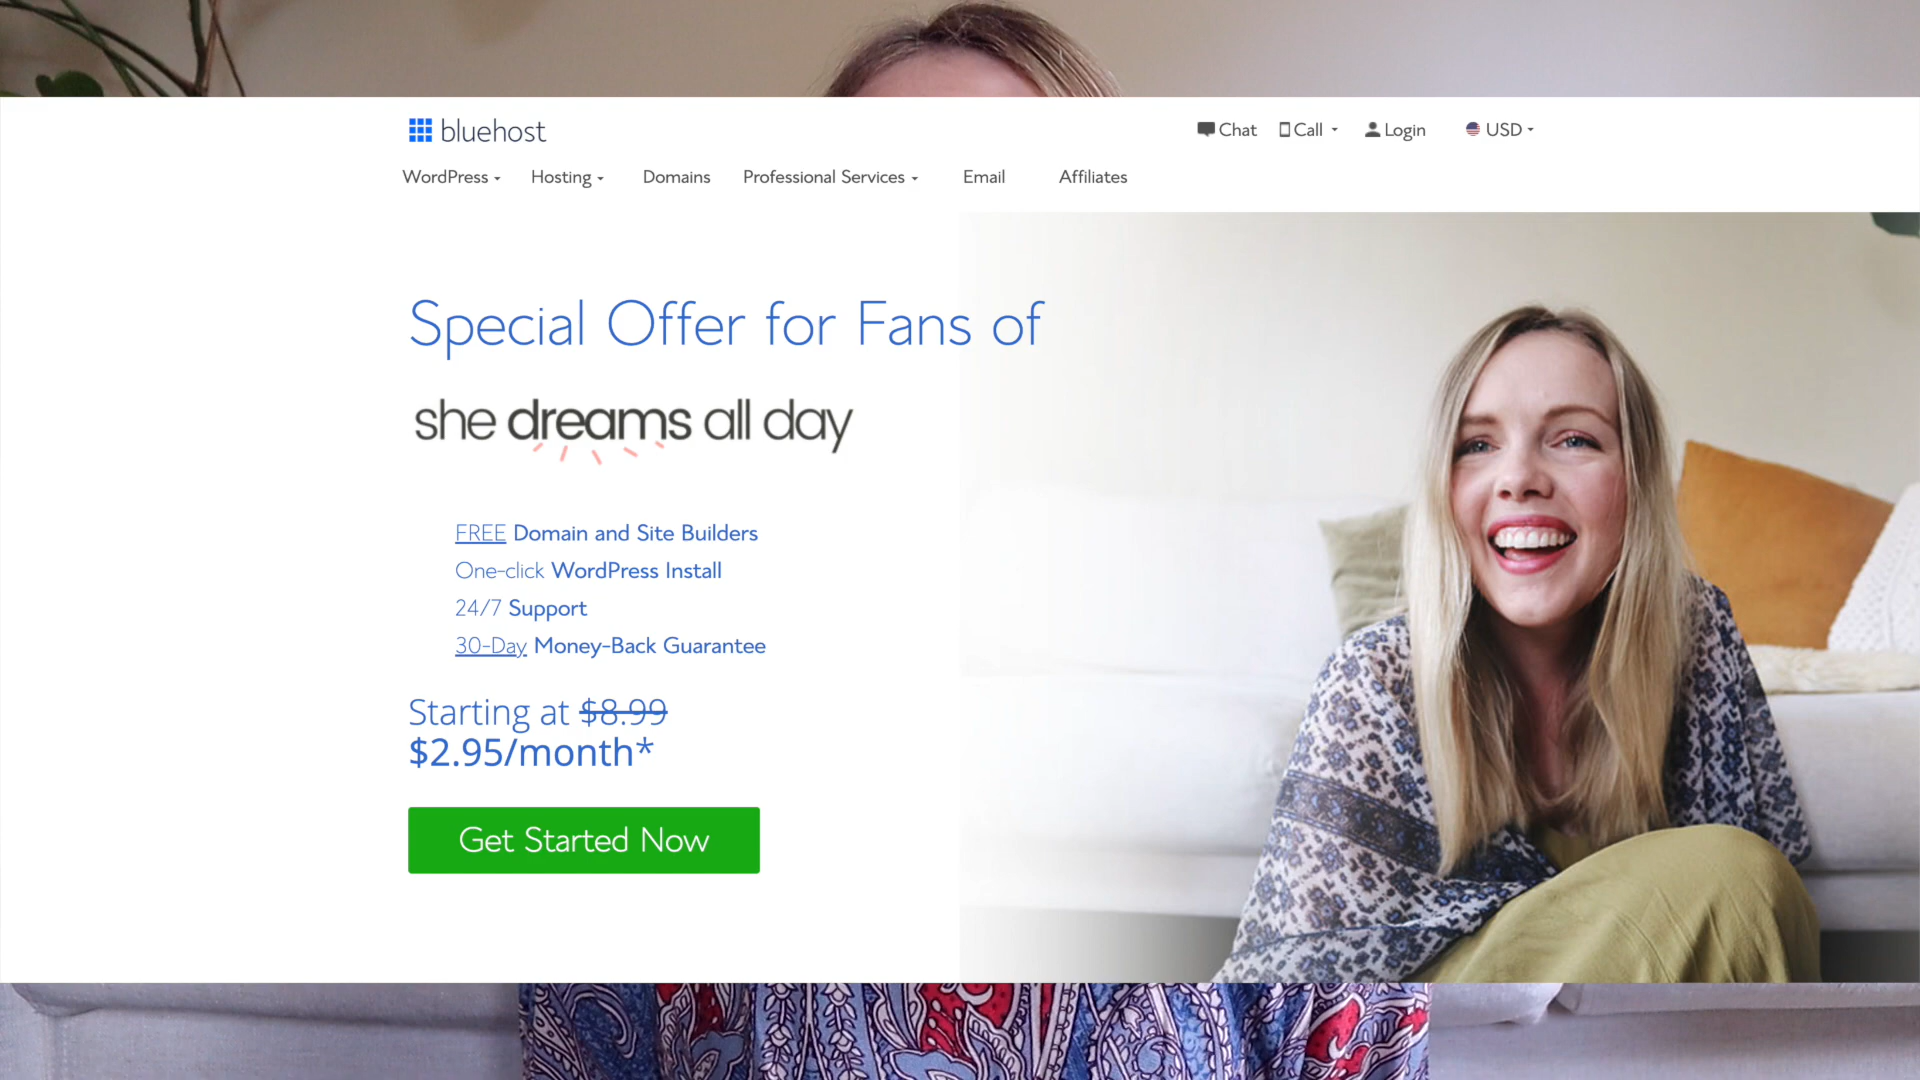 bluehost
Chat Call Login USD
WordPress Hosting Domains Professional Services Email Affiliates
Special Offer for Fans of
she dreams all day
FREE Domain and Site Builders
One-click WordPress Install
24/7 Support
30-Day Money-Back Guarantee
Starting at $8.99
$2.95/month*
Get Started Now